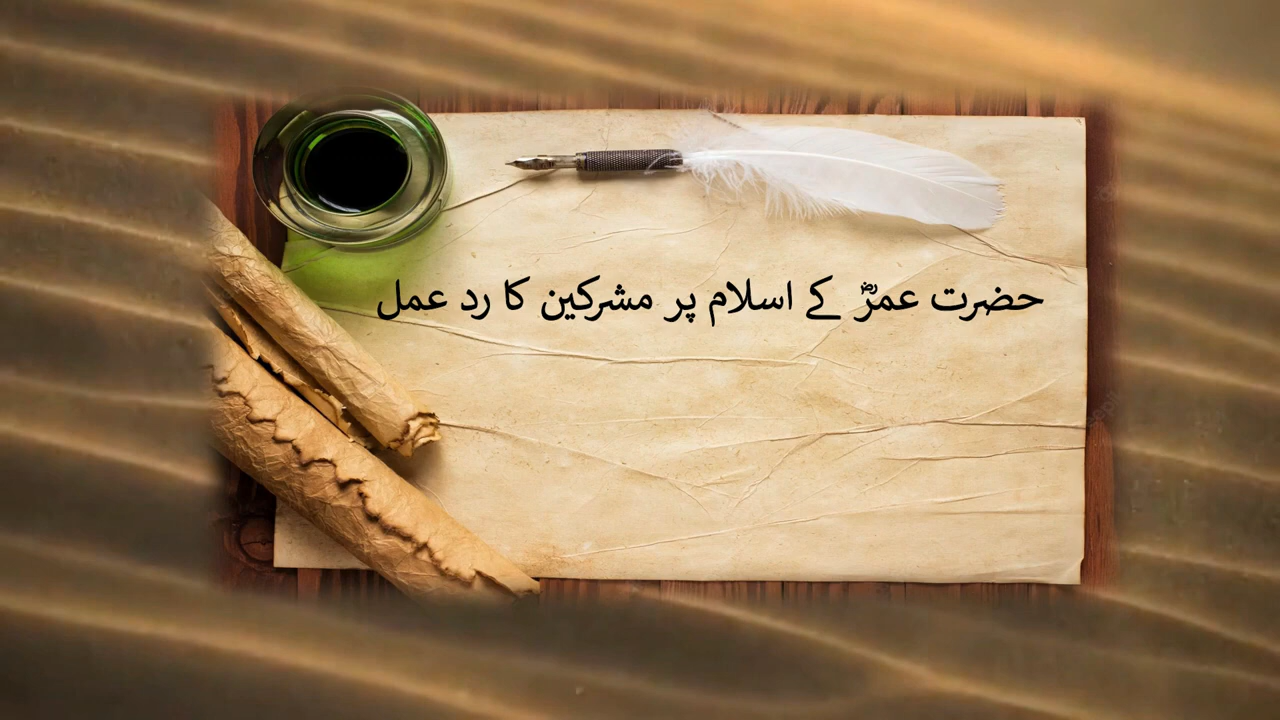 حضرت عمرؓ کے اسلام پر مشرکین کا رد عمل